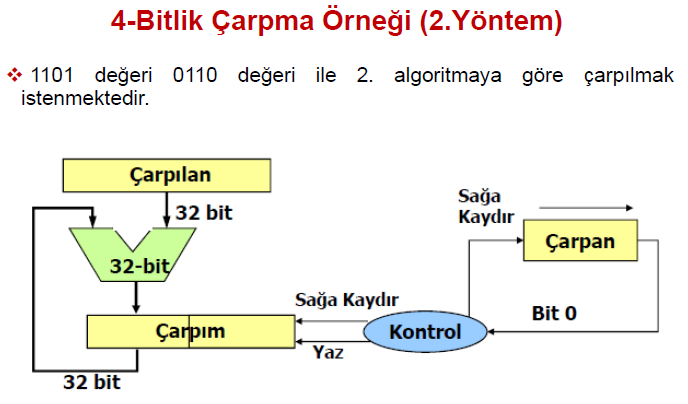 4-Bitlik Çarpma Örneği (2.Yöntem)
1101 değeri 0110 değeri ile 2. algoritmaya göre çarpılmak
istenmektedir.
Çarpılan
32 bit
32-bit
Çarpım
32 bit
Sağa Kaydır
Yaz
Kontrol
Sağa
Kaydır
Çarpan
Bit 0